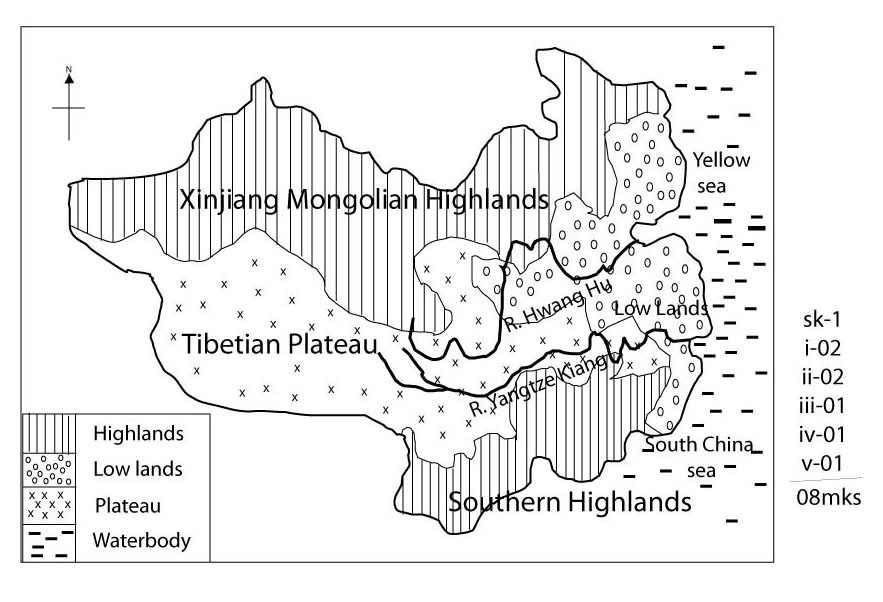 N
Yellow
sea
Xinjiang Mongolian Highlands
R. Hwang Hu
Low Lands
Tibetian Plateau
R. Yangtze Kiang
South China
sea
Southern Highlands
Highlands
Low lands
Plateau
Waterbody
sk-1
i-02
ii-02
iii-01
iv-01
v-01
08mks